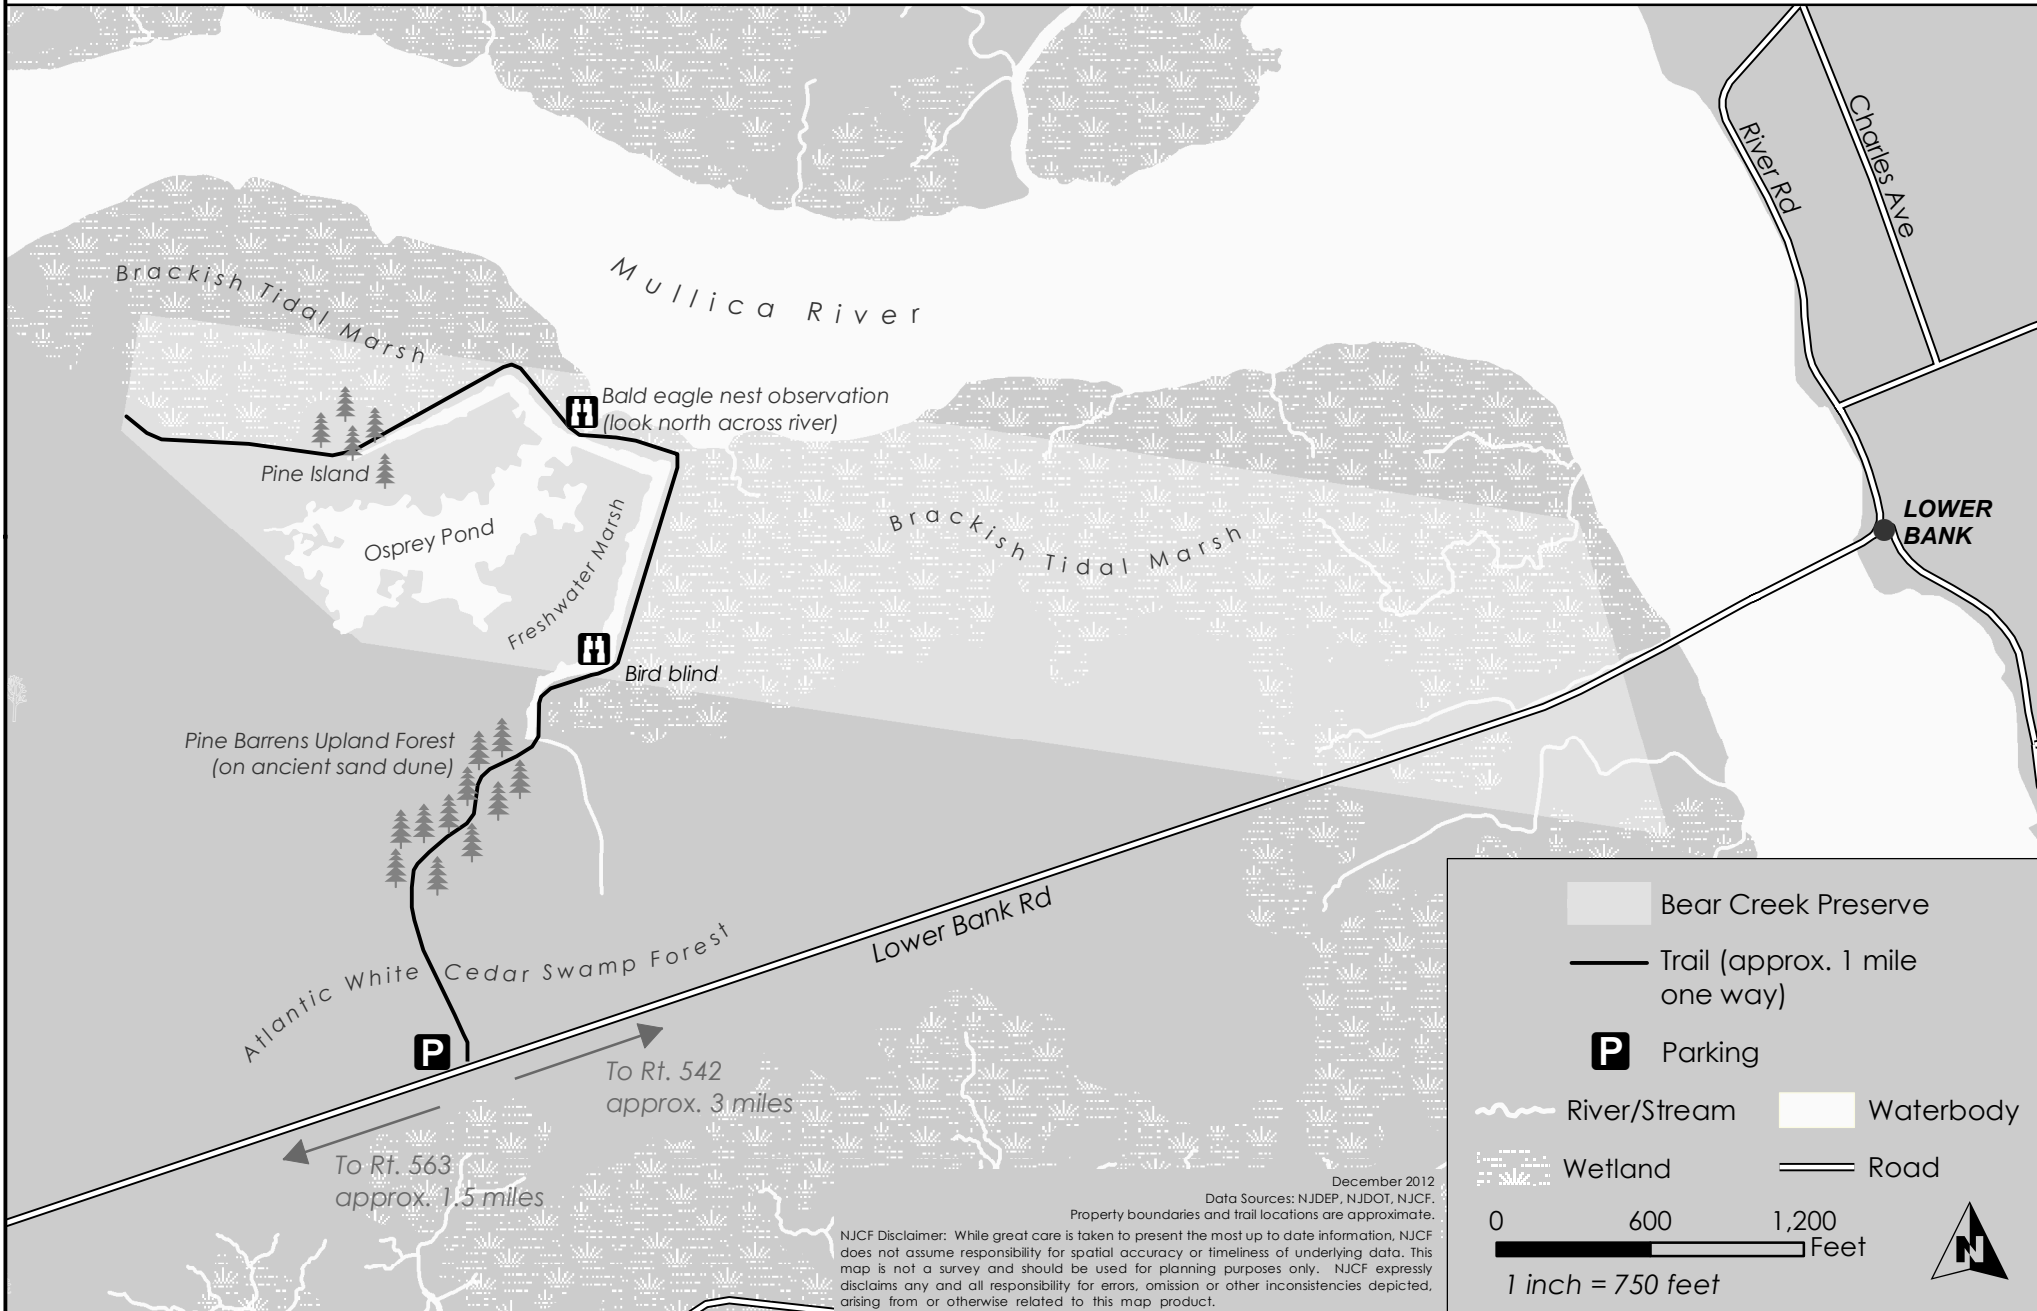 River Rd
Charles Ave
Brackish Tidal Marsh
Mullica River
Bald eagle nest observation
(look north across river)
Pine Island
Osprey Pond
Freshwater Marsh
Brackish Tidal Marsh
LOWER
BANK
Bird blind
Pine Barrens Upland Forest
(on ancient sand dune)
Lower Bank Rd
Atlantic White Cedar Swamp Forest
P
To Rt. 542
approx. 3 miles
To Rt. 563
approx. 1.5 miles
Bear Creek Preserve
Trail (approx. 1 mile
one way)
P Parking
River/Stream
Waterbody
Wetland
Road
0 600 1,200
Feet
1 inch = 750 feet
N
December 2012
Data Sources: NJDEP, NJDOT, NJCF.
Property boundaries and trail locations are approximate.
NJCF Disclaimer: While great care is taken to present the most up to date information, NJCF
does not assume responsibility for spatial accuracy or timeliness of underlying data. This
map is not a survey and should be used for planning purposes only. NJCF expressly
disclaims any and all responsibility for errors, omission or other inconsistencies depicted,
arising from or otherwise related to this map product.